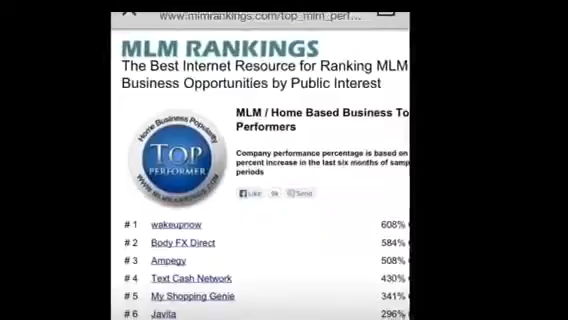 www.mlmrankings.com/top_mlm_perf...
MLM RANKINGS
The Best Internet Resource for Ranking MLM
Business Opportunities by Public Interest
MLM / Home Based Business To
Performers
Company performance percentage is based on
percent increase in the last six months of samp
periods
Like 9k Send
Home Business Popularity
TOP
PERFORMER
WWW.MLMRANKINGS.COM
# 1 wakeupnow 608%
# 2 Body FX Direct 584%
# 3 Ampegy 508%
# 4 Text Cash Network 430%
# 5 My Shopping Genie 341%
# 6 Javita 296%